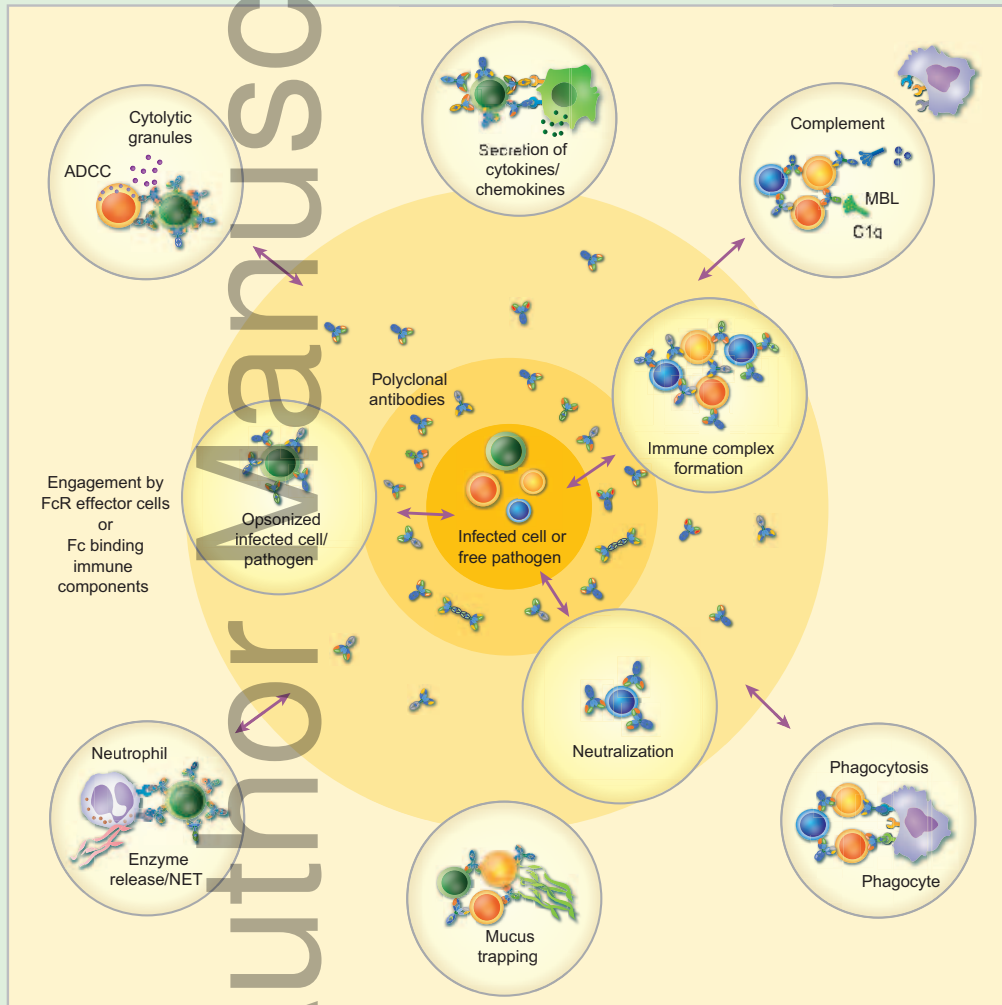 Cytolytic
granules
ADCC
Secretion of
cytokines/
chemokines
Complement
MBL
C1q
Polyclonal
antibodies
Immune complex
formation
Engagement by
FcR effector cells
or
Fc binding
immune
components
Opsonized
infected cell/
pathogen
Infected cell or
free pathogen
Neutralization
Neutrophil
Enzyme
release/NET
Mucus
trapping
Phagocytosis
Phagocyte
uthor Manusc